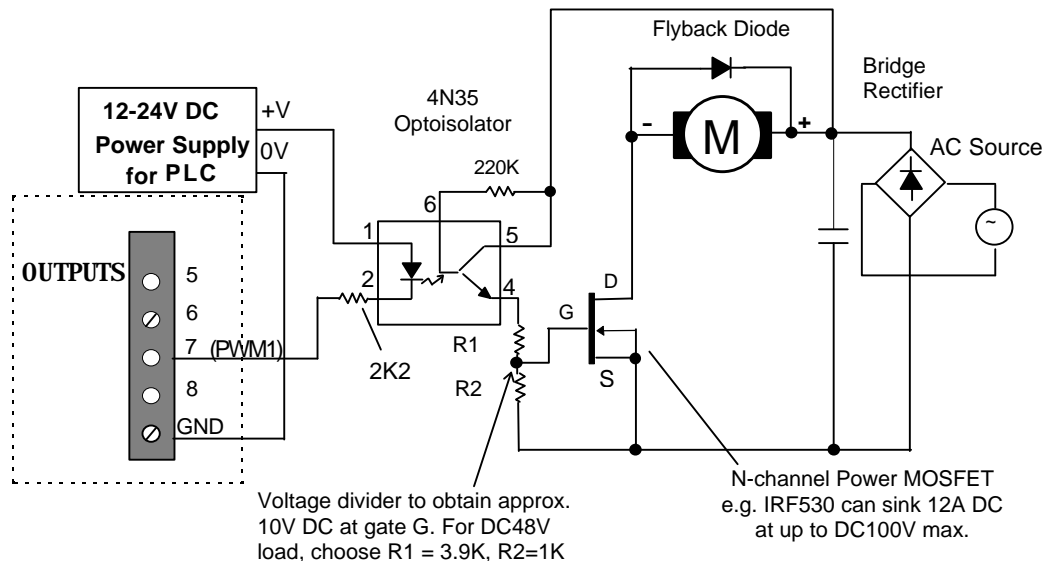 Flyback Diode
Bridge
Rectifier
12-24V DC
Power Supply
for PLC
+V
0V
4N35
Optoisolator
220K
- M +
AC Source
~
6
1
5
2
4
OUTPUTS
5
6
7 (PWM1)
8
GND
2K2
R1
R2
D
G
S
Voltage divider to obtain approx.
10V DC at gate G. For DC48V
load, choose R1 = 3.9K, R2=1K
N-channel Power MOSFET
e.g. IRF530 can sink 12A DC
at up to DC100V max.